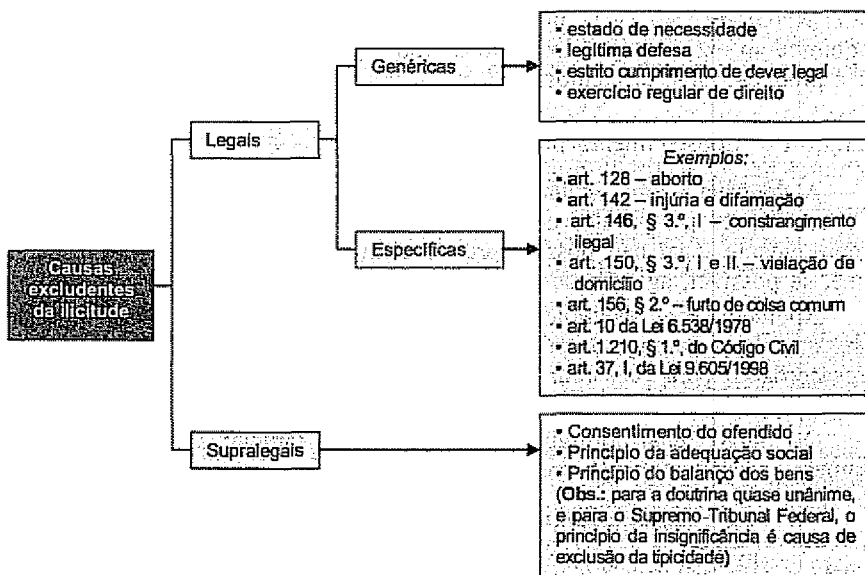 Causas
excludentes
da ilicitude
Legais
Genéricas
• estado de necessidade
• legítima defesa
• estrito cumprimento de dever legal
• exercício regular de direito
Específicas
Exemplos:
• art. 128 – aborto
• art. 142 – injúria e difamação
• art. 146, § 3.º, I – constrangimento
ilegal
• art. 150, § 3.º, I e II – violação de
domicílio
• art. 156, § 2.º – furto de coisa comum
• art. 10 da Lei 6.538/1978
• art. 1.210, § 1.º, do Código Civil
• art. 37, I, da Lei 9.605/1998
Supralegais
• Consentimento do ofendido
• Princípio da adequação social
• Princípio do balanço dos bens
(Obs.: para a doutrina quase unânime,
e para o Supremo Tribunal Federal, o
princípio da insignificância é causa de
exclusão da tipicidade)